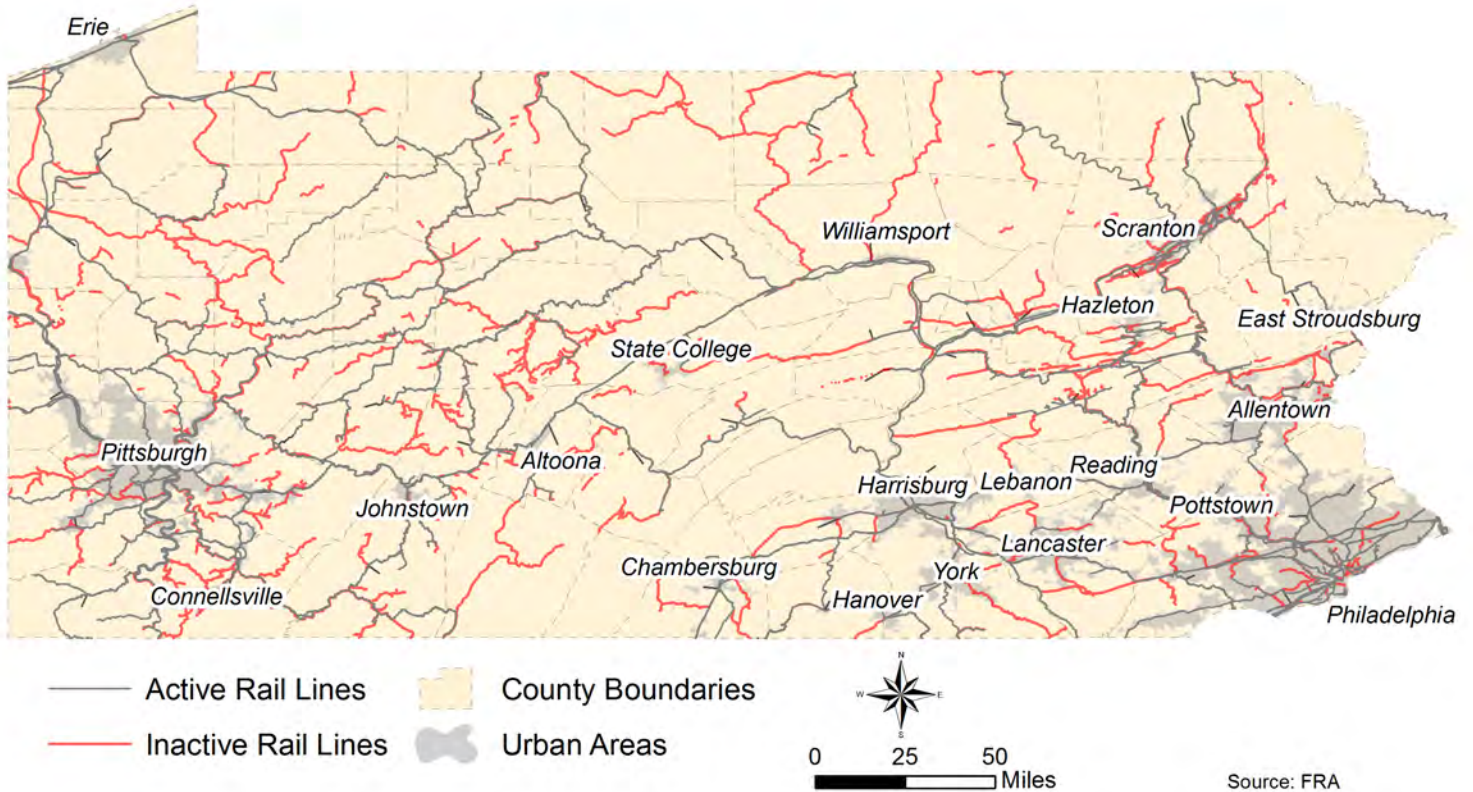 Erie
Williamsport
Scranton
Hazleton
East Stroudsburg
State College
Allentown
Pittsburgh
Altoona
Reading
Harrisburg
Lebanon
Johnstown
Pottstown
Lancaster
Chambersburg
York
Connellsville
Hanover
Philadelphia
Active Rail Lines
County Boundaries
Inactive Rail Lines
Urban Areas
N
W
E
S
0 25 50
Miles
Source: FRA